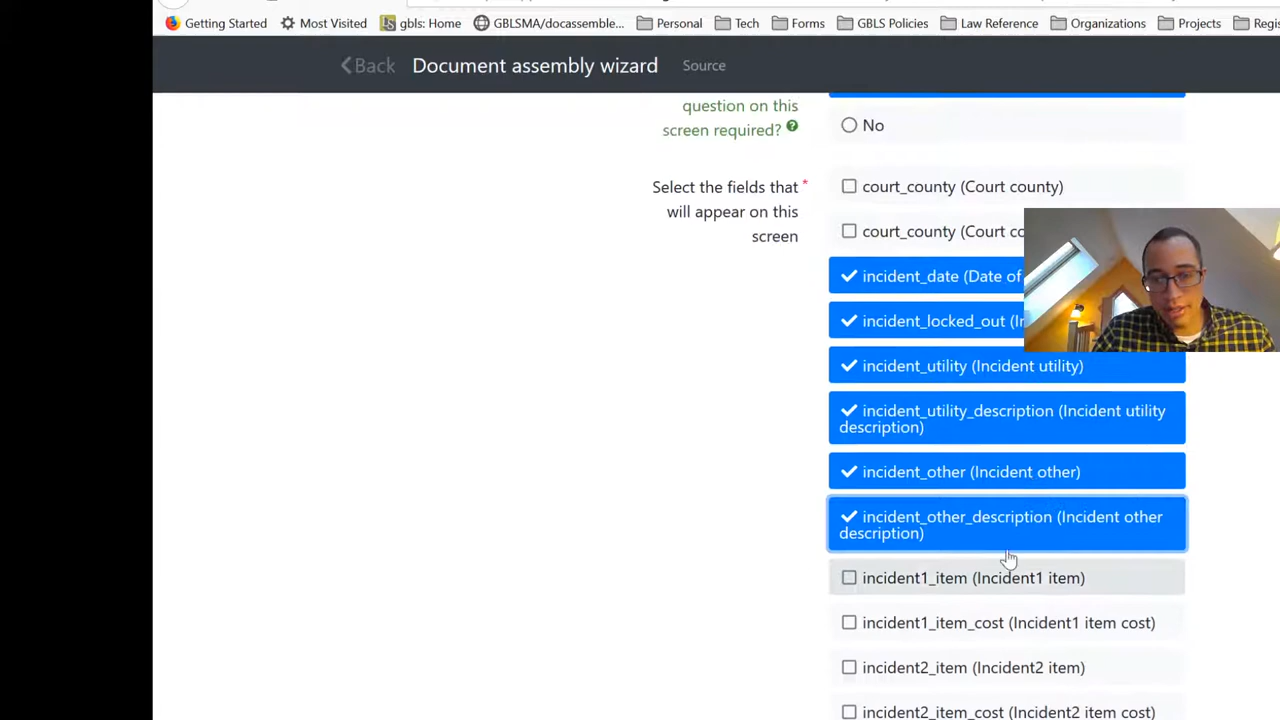 Getting Started Most Visited gbls: Home GBLSMA/docassemble... Personal Tech Forms GBLS Policies Law Reference Organizations Projects Regis
Back Document assembly wizard Source
question on this
screen required?
No
Select the fields that *
will appear on this
screen
court_county (Court county)
court_county (Court co
incident_date (Date of
incident_locked_out (In
incident_utility (Incident utility)
incident_utility_description (Incident utility
description)
incident_other (Incident other)
incident_other_description (Incident other
description)
incident1_item (Incident1 item)
incident1_item_cost (Incident1 item cost)
incident2_item (Incident2 item)
incident2_item_cost (Incident2 item cost)